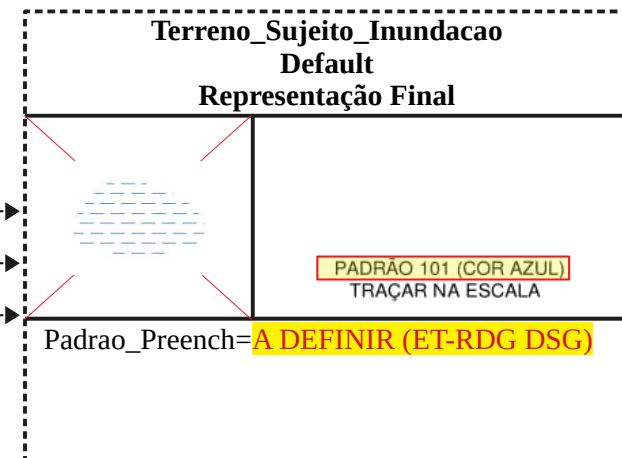 Terreno_Sujeito_Inundacao
Default
Representação Final
PADRÃO 101 (COR AZUL)
TRAÇAR NA ESCALA
Padrao_Preench=A DEFINIR (ET-RDG DSG)